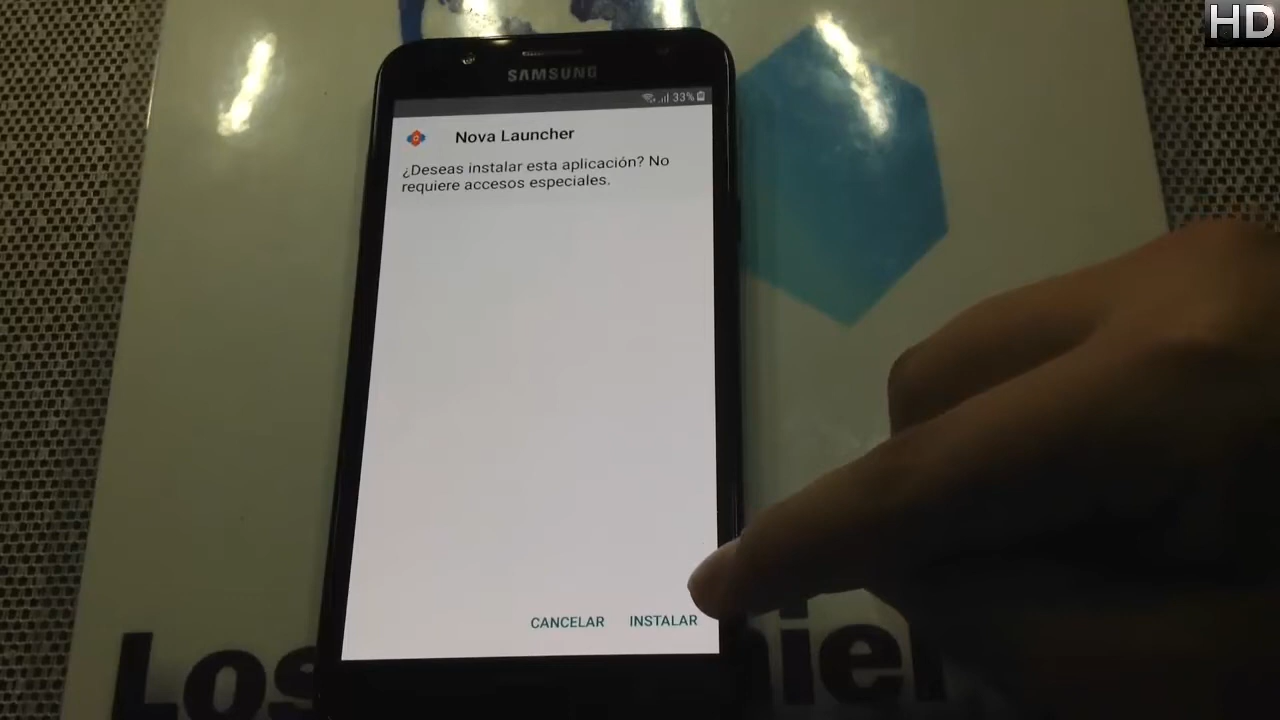 HD
SAMSUNG
33%
Nova Launcher
¿Deseas instalar esta aplicación? No
requiere accesos especiales.
CANCELAR INSTALAR
Los